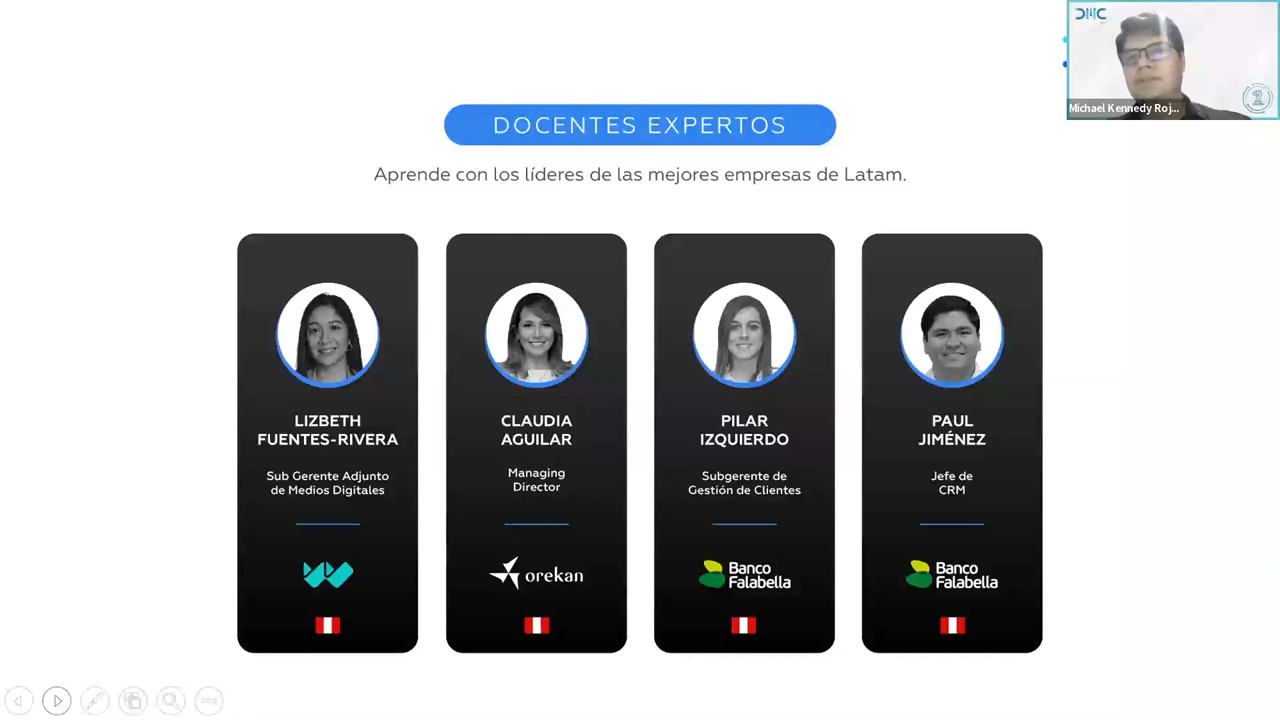 DMC
Michael Kennedy Roj...
DOCENTES EXPERTOS
Aprende con los líderes de las mejores empresas de Latam.
LIZBETH
FUENTES-RIVERA
Sub Gerente Adjunto
de Medios Digitales
CLAUDIA
AGUILAR
Managing
Director
orekan
PILAR
IZQUIERDO
Subgerente de
Gestión de Clientes
Banco
Falabella
PAUL
JIMÉNEZ
Jefe de
CRM
Banco
Falabella